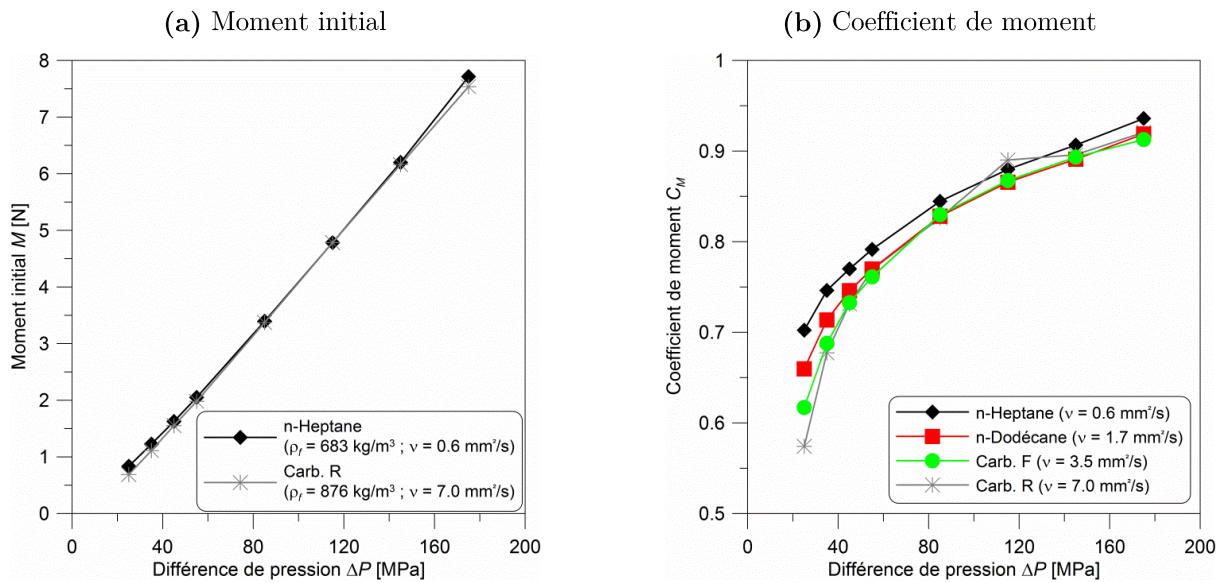 (a) Moment initial
8
7
6
5
4
3
2
1
0
Moment initial M [N]
n-Heptane
(ρf = 683 kg/m³ ; ν = 0.6 mm²/s)
Carb. R
(ρf = 876 kg/m³ ; ν = 7.0 mm²/s)
0 40 80 120 160 200
Différence de pression ΔP [MPa]
(b) Coefficient de moment
1
0.9
0.8
0.7
0.6
0.5
Coefficient de moment CM
n-Heptane (ν = 0.6 mm²/s)
n-Dodécane (ν = 1.7 mm²/s)
Carb. F (ν = 3.5 mm²/s)
Carb. R (ν = 7.0 mm²/s)
0 40 80 120 160 200
Différence de pression ΔP [MPa]